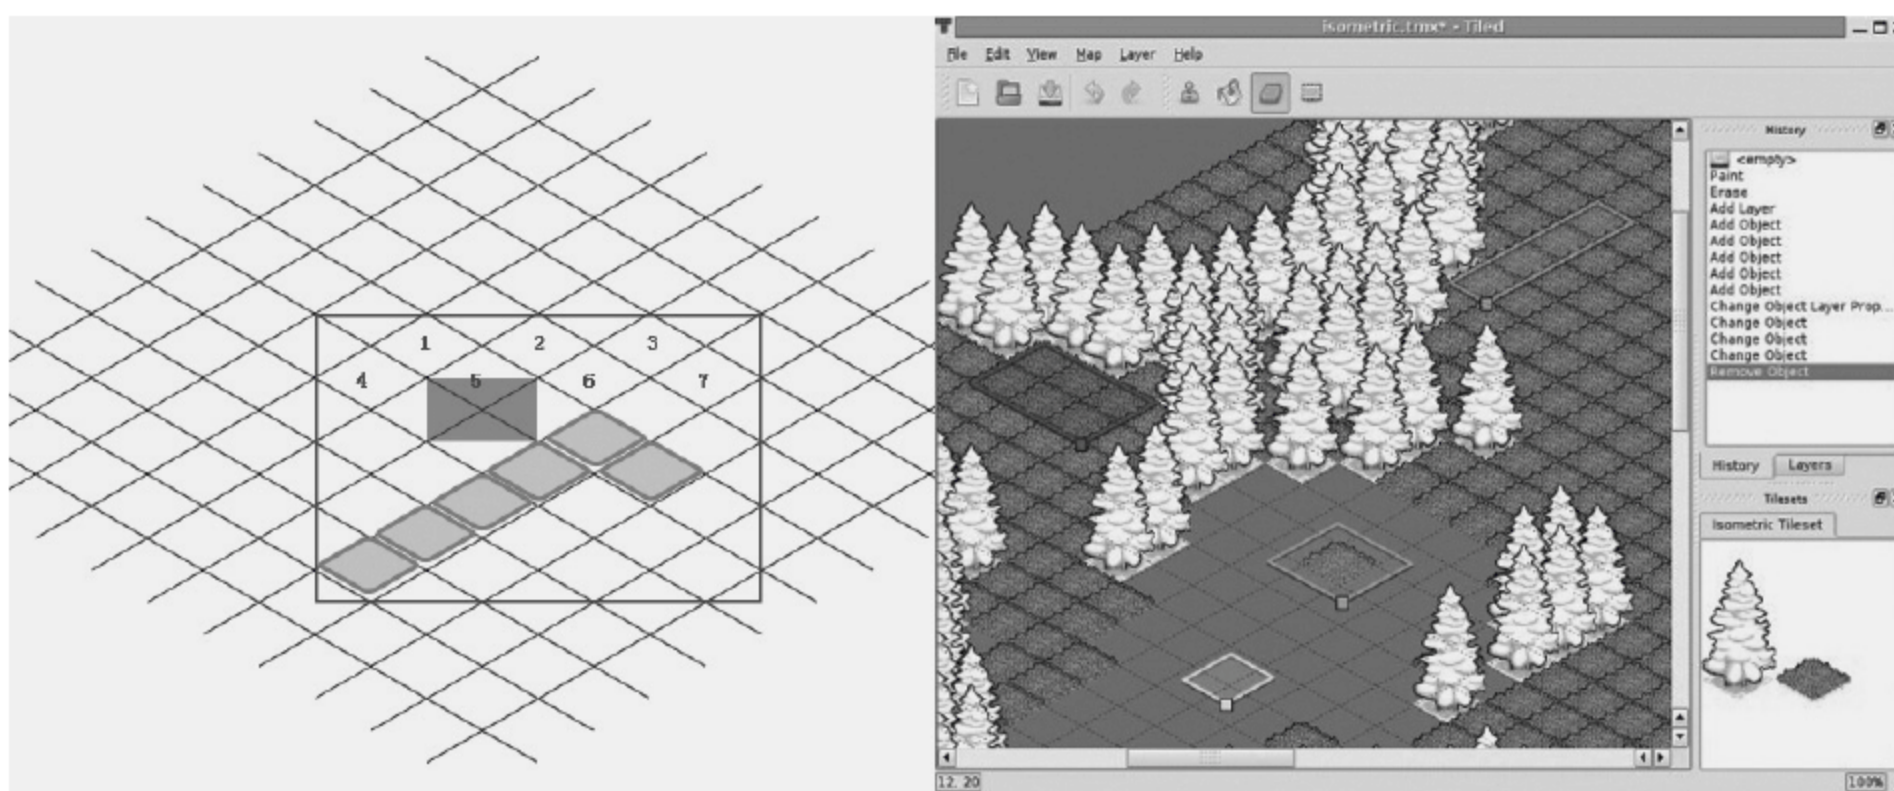 1 2 3
4 5 6 7
isometric.tmx* - Tiled
File Edit View Map Layer Help
History
<empty>
Paint
Erase
Add Layer
Add Object
Add Object
Add Object
Add Object
Add Object
Change Object Layer Prop...
Change Object
Change Object
Change Object
Remove Object
History Layers
Tilesets
Isometric Tileset
12, 20
100%